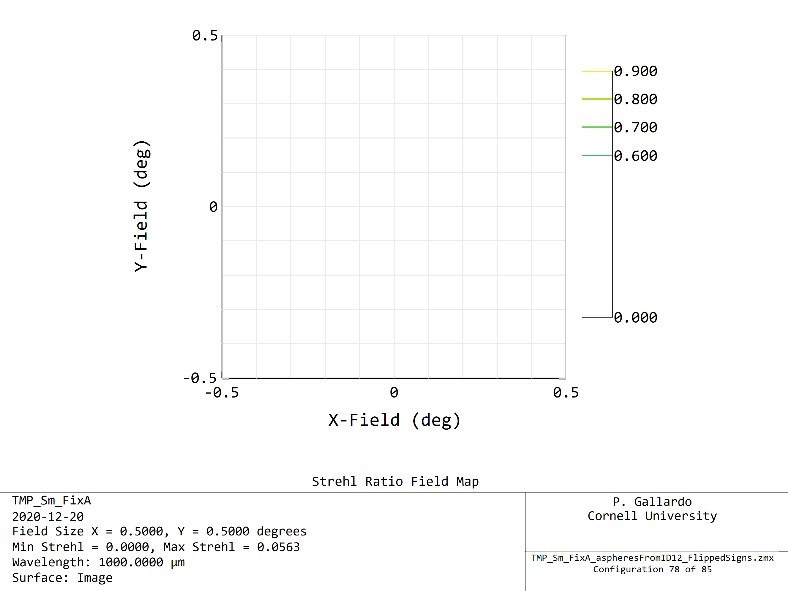 0.5
0
-0.5
Y-Field (deg)
-0.5
0
0.5
X-Field (deg)
0.900
0.800
0.700
0.600
0.000
Strehl Ratio Field Map
TMP_Sm_FixA
2020-12-20
Field Size X = 0.5000, Y = 0.5000 degrees
Min Strehl = 0.0000, Max Strehl = 0.0563
Wavelength: 1000.0000 µm
Surface: Image
P. Gallardo
Cornell University
TMP_Sm_FixA_aspheresFromID12_FlippedSigns.zmx
Configuration 78 of 85